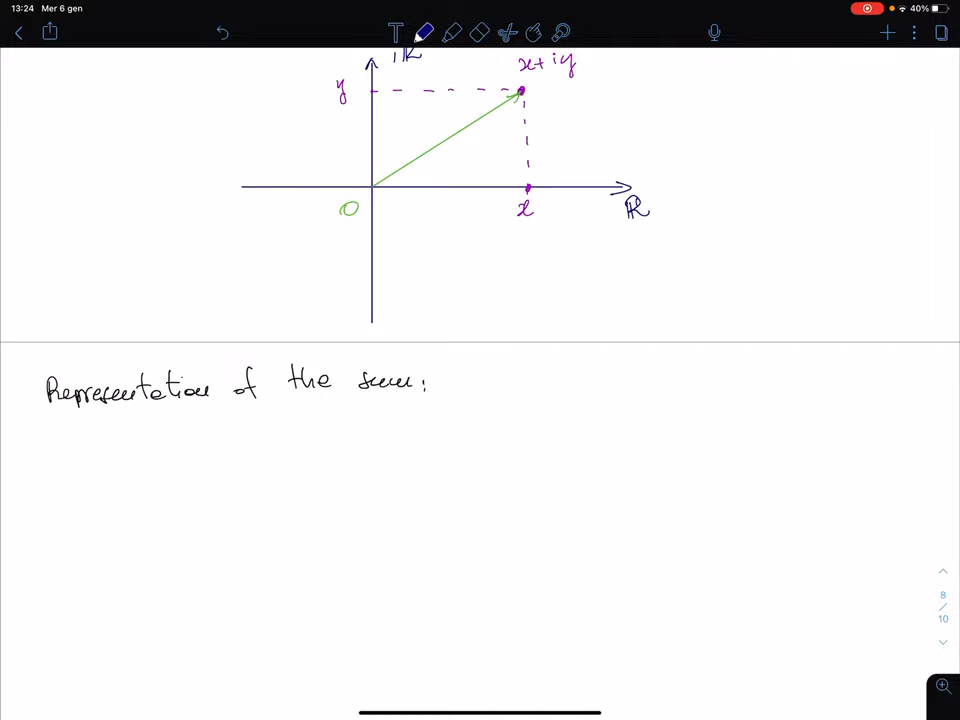 13:24 Mer 6 gen
40%
T
iR
x+iy
y
O
x
R
Representation of the sum:
8
/
10